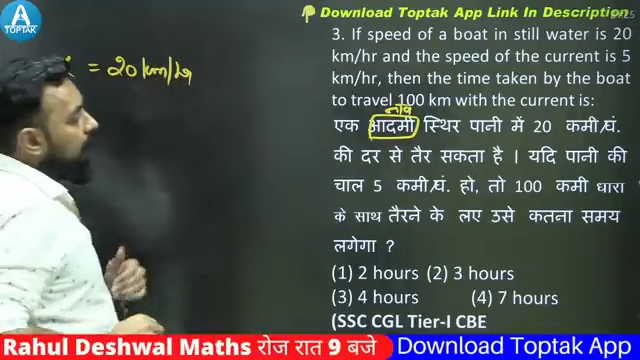 Download Toptak App Link In Description
A
TOPTAK
= 20 km/hr
3. If speed of a boat in still water is 20
km/hr and the speed of the current is 5
km/hr, then the time taken by the boat
to travel 100 km with the current is:
नाव
एक आदमी स्थिर पानी में 20 कमी/घं.
की दर से तैर सकता है । यदि पानी की
चाल 5 कमी/घं. हो, तो 100 कमी धारा
के साथ तैरने के लए उसे कतना समय
लगेगा ?
(1) 2 hours (2) 3 hours
(3) 4 hours (4) 7 hours
(SSC CGL Tier-I CBE
Rahul Deshwal Maths रोज रात 9 बजे Download Toptak App